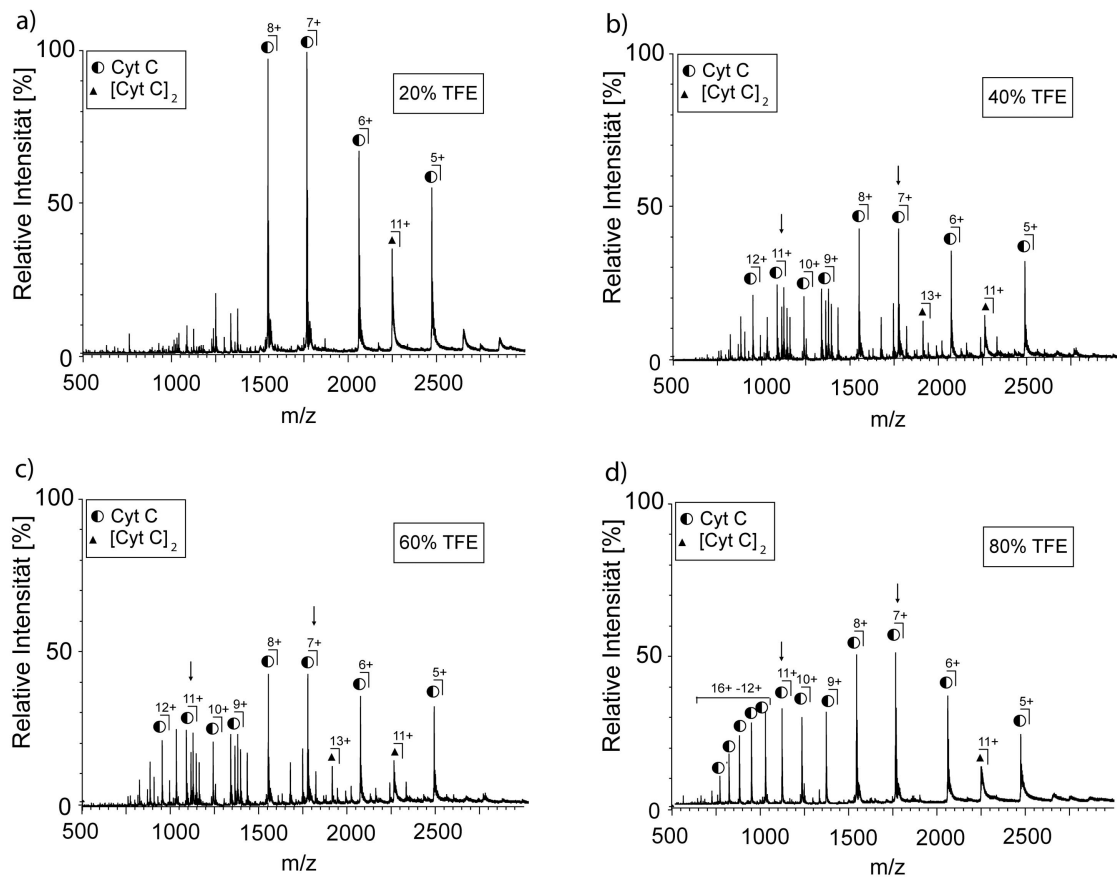 a)
100
50
0
Relative Intensität [%]
Cyt C
[Cyt C]2
20% TFE
8+
7+
6+
11+
5+
500 1000 1500 2000 2500
m/z
b)
100
50
0
Relative Intensität [%]
Cyt C
[Cyt C]2
40% TFE
12+
11+
10+
9+
8+
7+
13+
6+
11+
5+
500 1000 1500 2000 2500
m/z
c)
100
50
0
Relative Intensität [%]
Cyt C
[Cyt C]2
60% TFE
12+
11+
10+
9+
8+
7+
13+
6+
11+
5+
500 1000 1500 2000 2500
m/z
d)
100
50
0
Relative Intensität [%]
Cyt C
[Cyt C]2
80% TFE
16+ -12+
11+
10+
9+
8+
7+
6+
11+
5+
500 1000 1500 2000 2500
m/z